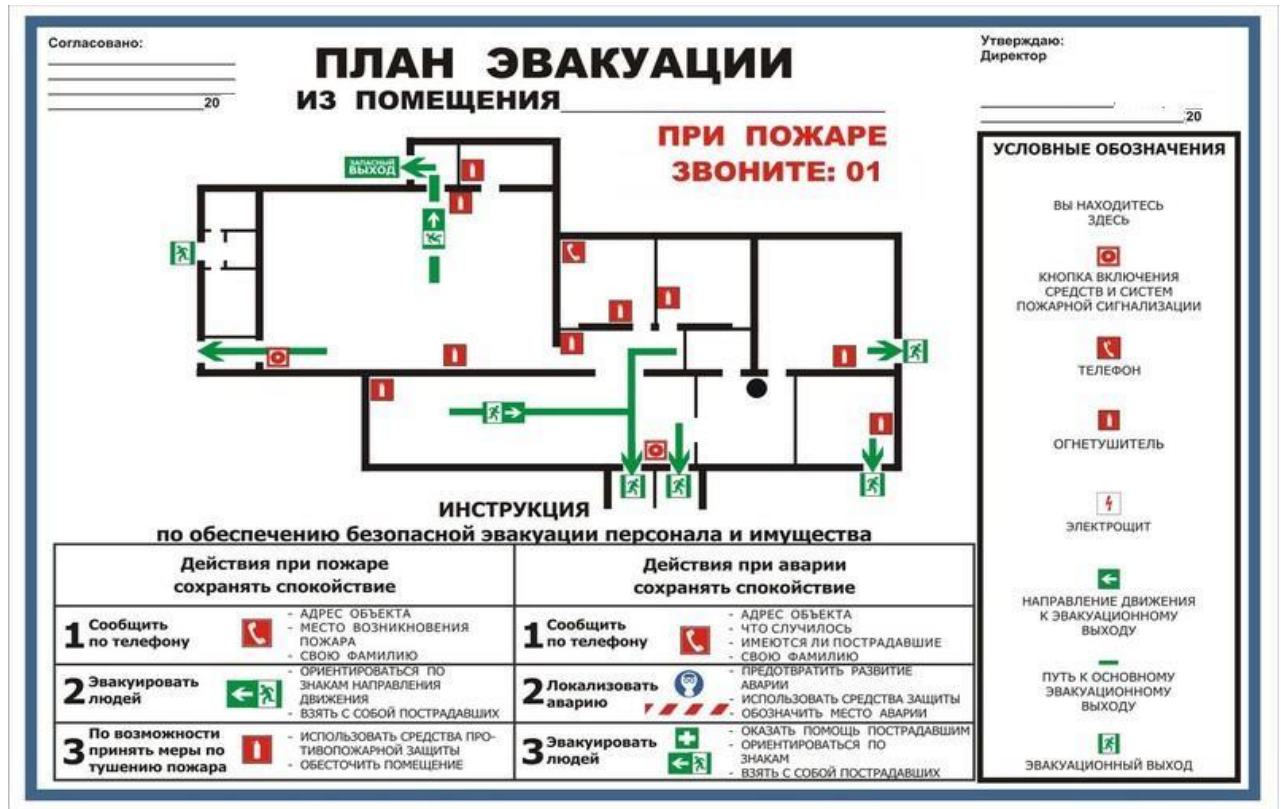 Согласовано:
20
ПЛАН ЭВАКУАЦИИ
ИЗ ПОМЕЩЕНИЯ
Утверждаю:
Директор
20
ПРИ ПОЖАРЕ
ЗВОНИТЕ: 01
ЗАПАСНЫЙ
ВЫХОД
УСЛОВНЫЕ ОБОЗНАЧЕНИЯ
ВЫ НАХОДИТЕСЬ
ЗДЕСЬ
КНОПКА ВКЛЮЧЕНИЯ
СРЕДСТВ И СИСТЕМ
ПОЖАРНОЙ СИГНАЛИЗАЦИИ
ТЕЛЕФОН
ОГНЕТУШИТЕЛЬ
ЭЛЕКТРОЩИТ
НАПРАВЛЕНИЕ ДВИЖЕНИЯ
К ЭВАКУАЦИОННОМУ
ВЫХОДУ
ПУТЬ К ОСНОВНОМУ
ЭВАКУАЦИОННОМУ
ВЫХОДУ
ЭВАКУАЦИОННЫЙ ВЫХОД
ИНСТРУКЦИЯ
по обеспечению безопасной эвакуации персонала и имущества
Действия при пожаре
сохранять спокойствие
1 Сообщить
по телефону
- АДРЕС ОБЪЕКТА
- МЕСТО ВОЗНИКНОВЕНИЯ
ПОЖАРА
- СВОЮ ФАМИЛИЮ
2 Эвакуировать
людей
- ОРИЕНТИРОВАТЬСЯ ПО
ЗНАКАМ НАПРАВЛЕНИЯ
ДВИЖЕНИЯ
- ВЗЯТЬ С СОБОЙ ПОСТРАДАВШИХ
3 По возможности
принять меры по
тушению пожара
- ИСПОЛЬЗОВАТЬ СРЕДСТВА ПРО-
ТИВОПОЖАРНОЙ ЗАЩИТЫ
- ОБЕСТОЧИТЬ ПОМЕЩЕНИЕ
Действия при аварии
сохранять спокойствие
1 Сообщить
по телефону
- АДРЕС ОБЪЕКТА
- ЧТО СЛУЧИЛОСЬ
- ИМЕЮТСЯ ЛИ ПОСТРАДАВШИЕ
- СВОЮ ФАМИЛИЮ
2 Локализовать
аварию
- ПРЕДОТВРАТИТЬ РАЗВИТИЕ
АВАРИИ
- ИСПОЛЬЗОВАТЬ СРЕДСТВА ЗАЩИТЫ
- ОБОЗНАЧИТЬ МЕСТО АВАРИИ
3 Эвакуировать
людей
- ОКАЗАТЬ ПОМОЩЬ ПОСТРАДАВШИМ
- ОРИЕНТИРОВАТЬСЯ ПО
ЗНАКАМ
- ВЗЯТЬ С СОБОЙ ПОСТРАДАВШИХ